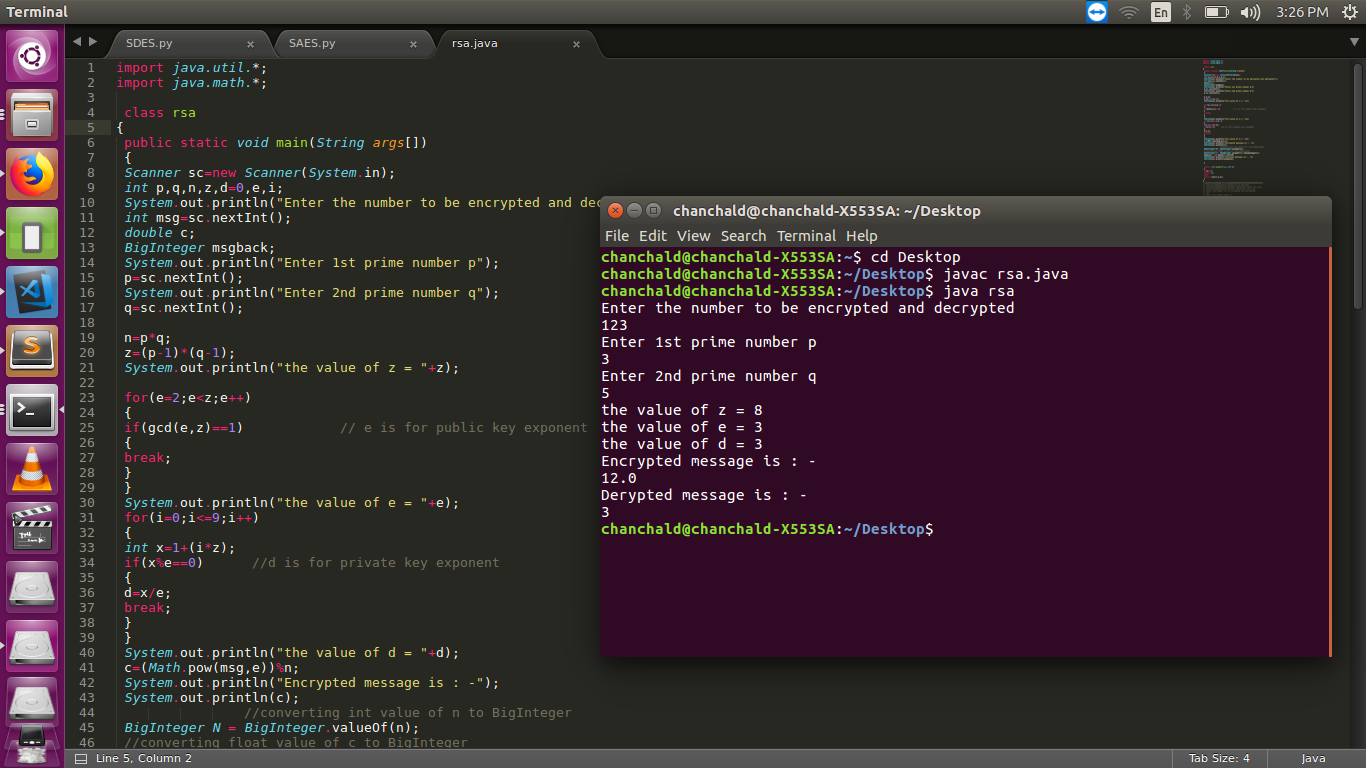 Terminal
En
3:26 PM
SDES.py
SAES.py
rsa.java
1 import java.util.*;
2 import java.math.*;
3
4 class rsa
5 {
6 public static void main(String args[])
7 {
8 Scanner sc=new Scanner(System.in);
9 int p,q,n,z,d=0,e,i;
10 System.out.println("Enter the number to be encrypted and dec
11 int msg=sc.nextInt();
12 double c;
13 BigInteger msgback;
14 System.out.println("Enter 1st prime number p");
15 p=sc.nextInt();
16 System.out.println("Enter 2nd prime number q");
17 q=sc.nextInt();
18
19 n=p*q;
20 z=(p-1)*(q-1);
21 System.out.println("the value of z = "+z);
22
23 for(e=2;e<z;e++)
24 {
25 if(gcd(e,z)==1) // e is for public key exponent
26 {
27 break;
28 }
29 }
30 System.out.println("the value of e = "+e);
31 for(i=0;i<=9;i++)
32 {
33 int x=1+(i*z);
34 if(x%e==0) //d is for private key exponent
35 {
36 d=x/e;
37 break;
38 }
39 }
40 System.out.println("the value of d = "+d);
41 c=(Math.pow(msg,e))%n;
42 System.out.println("Encrypted message is : -");
43 System.out.println(c);
44 //converting int value of n to BigInteger
45 BigInteger N = BigInteger.valueOf(n);
46 //converting float value of c to BigInteger
chanchald@chanchald-X553SA: ~/Desktop
File Edit View Search Terminal Help
chanchald@chanchald-X553SA:~$ cd Desktop
chanchald@chanchald-X553SA:~/Desktop$ javac rsa.java
chanchald@chanchald-X553SA:~/Desktop$ java rsa
Enter the number to be encrypted and decrypted
123
Enter 1st prime number p
3
Enter 2nd prime number q
5
the value of z = 8
the value of e = 3
the value of d = 3
Encrypted message is : -
12.0
Derypted message is : -
3
chanchald@chanchald-X553SA:~/Desktop$
Line 5, Column 2
Tab Size: 4
Java